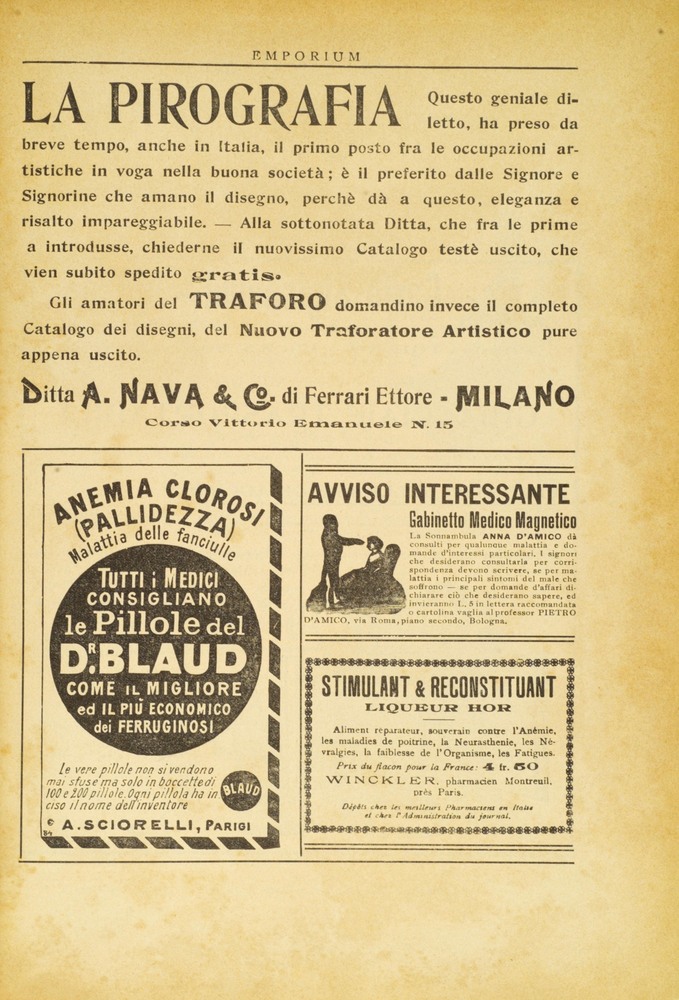 EMPORIUM
LA PIROGRAFIA Questo geniale di-
letto, ha preso da
breve tempo, anche in Italia, il primo posto fra le occupazioni ar-
tistiche in voga nella buona società; è il preferito dalle Signore e
Signorine che amano il disegno, perchè dà a questo, eleganza e
risalto impareggiabile. — Alla sottonotata Ditta, che fra le prime
a introdusse, chiederne il nuovissimo Catalogo testè uscito, che
vien subito spedito gratis.
Gli amatori del TRAFORO domandino invece il completo
Catalogo dei disegni, del Nuovo Traforatore Artistico pure
appena uscito.
Ditta A. NAVA & Co. di Ferrari Ettore - MILANO
Corso Vittorio Emanuele N. 15
ANEMIA CLOROSI
(PALLIDEZZA)
Malattia delle fanciulle
TUTTI i MEDICI
CONSIGLIANO
le Pillole del
DR. BLAUD
COME IL MIGLIORE
ed IL PIÙ ECONOMICO
dei FERRUGINOSI
Le vere pillole non si vendono
mai sfuse ma solo in boccette di
100 e 200 pillole. Ogni pillola ha in
ciso il nome dell'inventore
BLAUD
A. SCIORELLI, PARIGI
AVVISO INTERESSANTE
Gabinetto Medico Magnetico
La Sonnambula ANNA D'AMICO dà
consulti per qualunque malattia e do-
mande d'interessi particolari. I signori
che desiderano consultarla per corri-
spondenza devono scrivere, se per ma-
lattia i principali sintomi del male che
soffrono — se per domande d'affari di-
chiarare ciò che desiderano sapere, ed
invieranno L. 5 in lettera raccomandata
o cartolina vaglia al professor PIETRO
D'AMICO, via Roma, piano secondo, Bologna.
STIMULANT & RECONSTITUANT
LIQUEUR HOR
Aliment reparateur, souverain contre l'Anémie,
les maladies de poitrine, la Neurasthenie, les Né-
vralgies, la faiblesse de l'Organisme, les Fatigues.
Prix du flacon pour la France: 4 fr. 50
WINCKLER, pharmacien Montreuil,
près Paris.
Dépôts chez les meilleurs Pharmaciens en Italie
et chez l'Administration du journal.